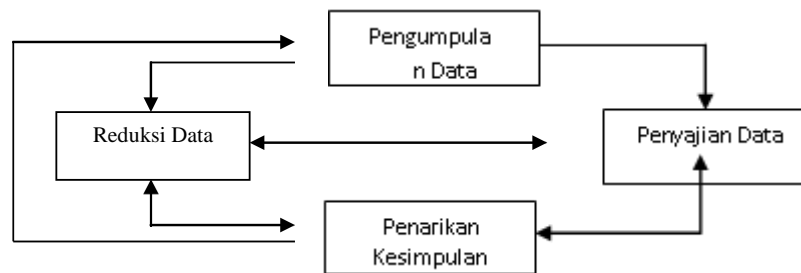 Pengumpula
n Data
Reduksi Data
Penyajian Data
Penarikan
Kesimpulan